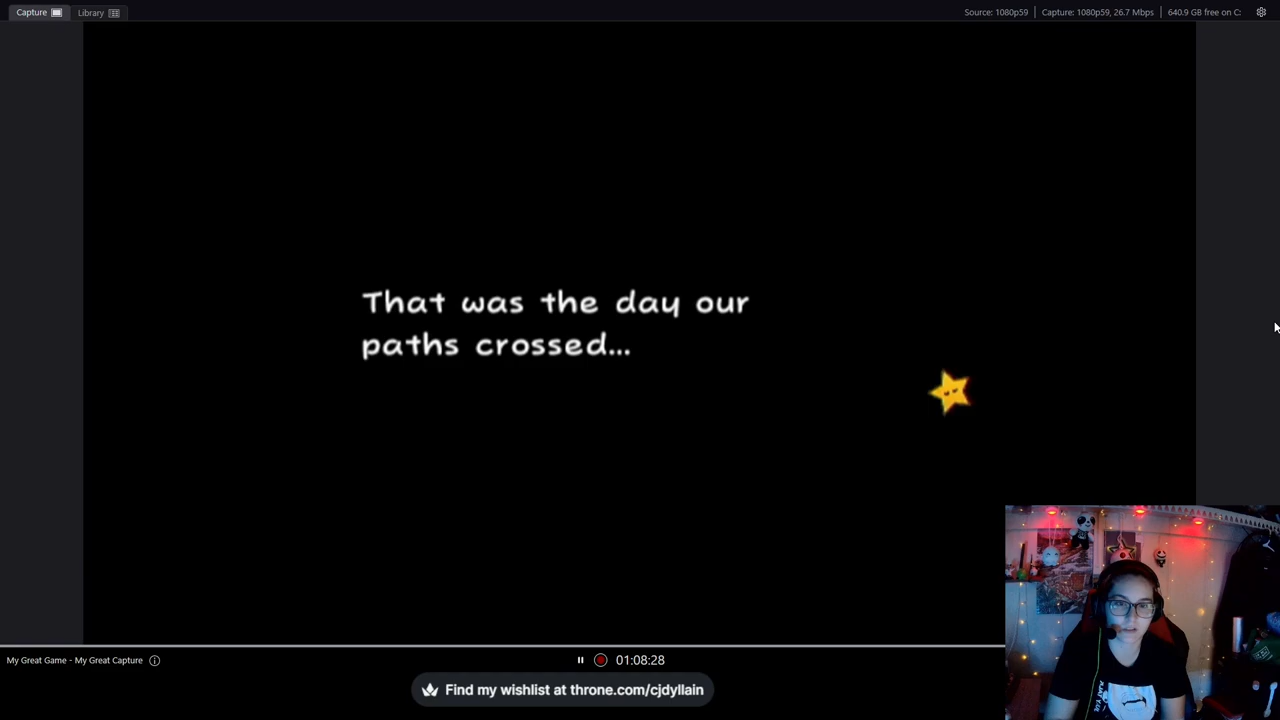 Capture
Library
Source: 1080p59
Capture: 1080p59, 26.7 Mbps
640.9 GB free on C:
That was the day our
paths crossed...
My Great Game - My Great Capture
01:08:28
Find my wishlist at throne.com/cjdyllain